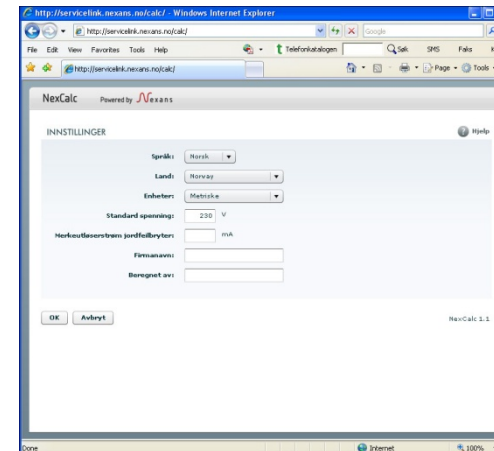 http://servicelink.nexans.no/calc/ - Windows Internet Explorer
http://servicelink.nexans.no/calc/ Google
File Edit View Favorites Tools Help Telefonkatalogen Søk SMS Faks
http://servicelink.nexans.no/calc/ Page Tools
NexCalc Powered by Nexans
INNSTILLINGER Hjelp
Språk: Norsk
Land: Norway
Enheter: Metriske
Standard spenning: 230 V
Merkeutløserstrøm jordfeilbryter: mA
Firmanavn:
Beregnet av:
OK Avbryt NexCalc 1.1
Done Internet 100%